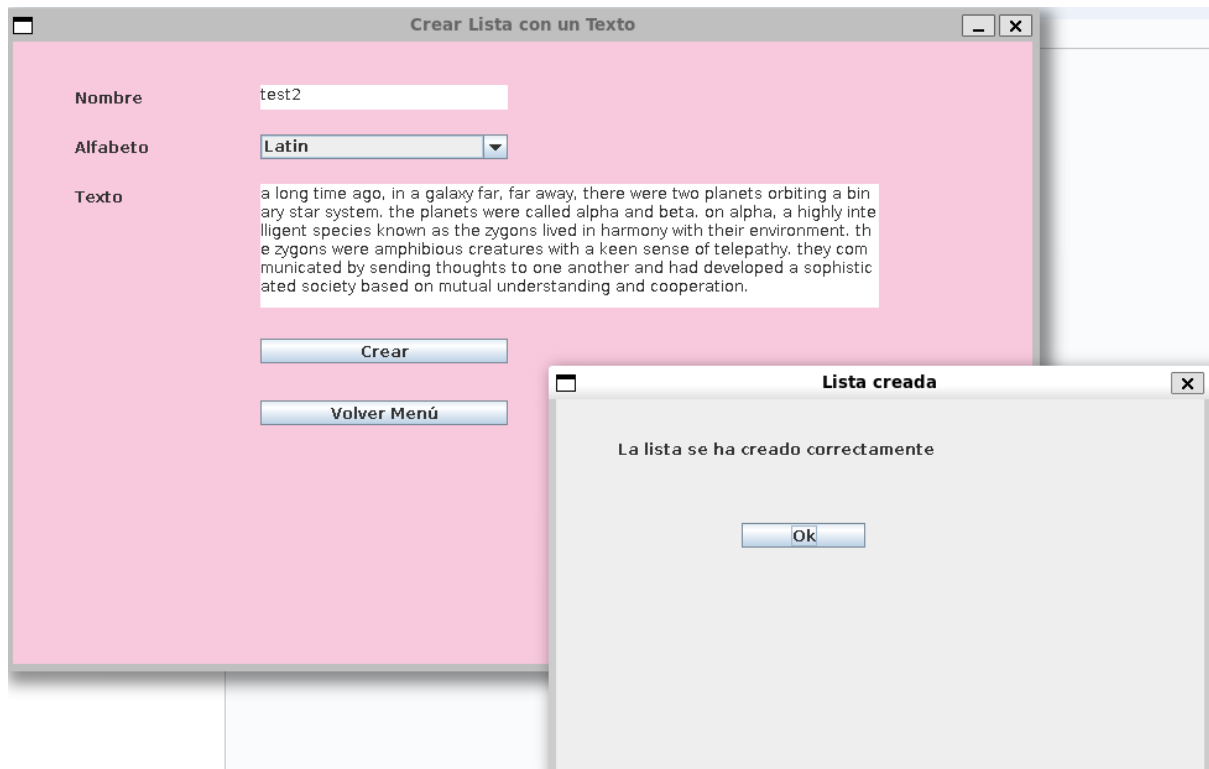 Crear Lista con un Texto
Nombre
test2
Alfabeto
Latin
Texto
a long time ago, in a galaxy far, far away, there were two planets orbiting a bin
ary star system. the planets were called alpha and beta. on alpha, a highly inte
lligent species known as the zygons lived in harmony with their environment. th
e zygons were amphibious creatures with a keen sense of telepathy. they com
municated by sending thoughts to one another and had developed a sophistic
ated society based on mutual understanding and cooperation.
Crear
Volver Menú
Lista creada
La lista se ha creado correctamente
Ok